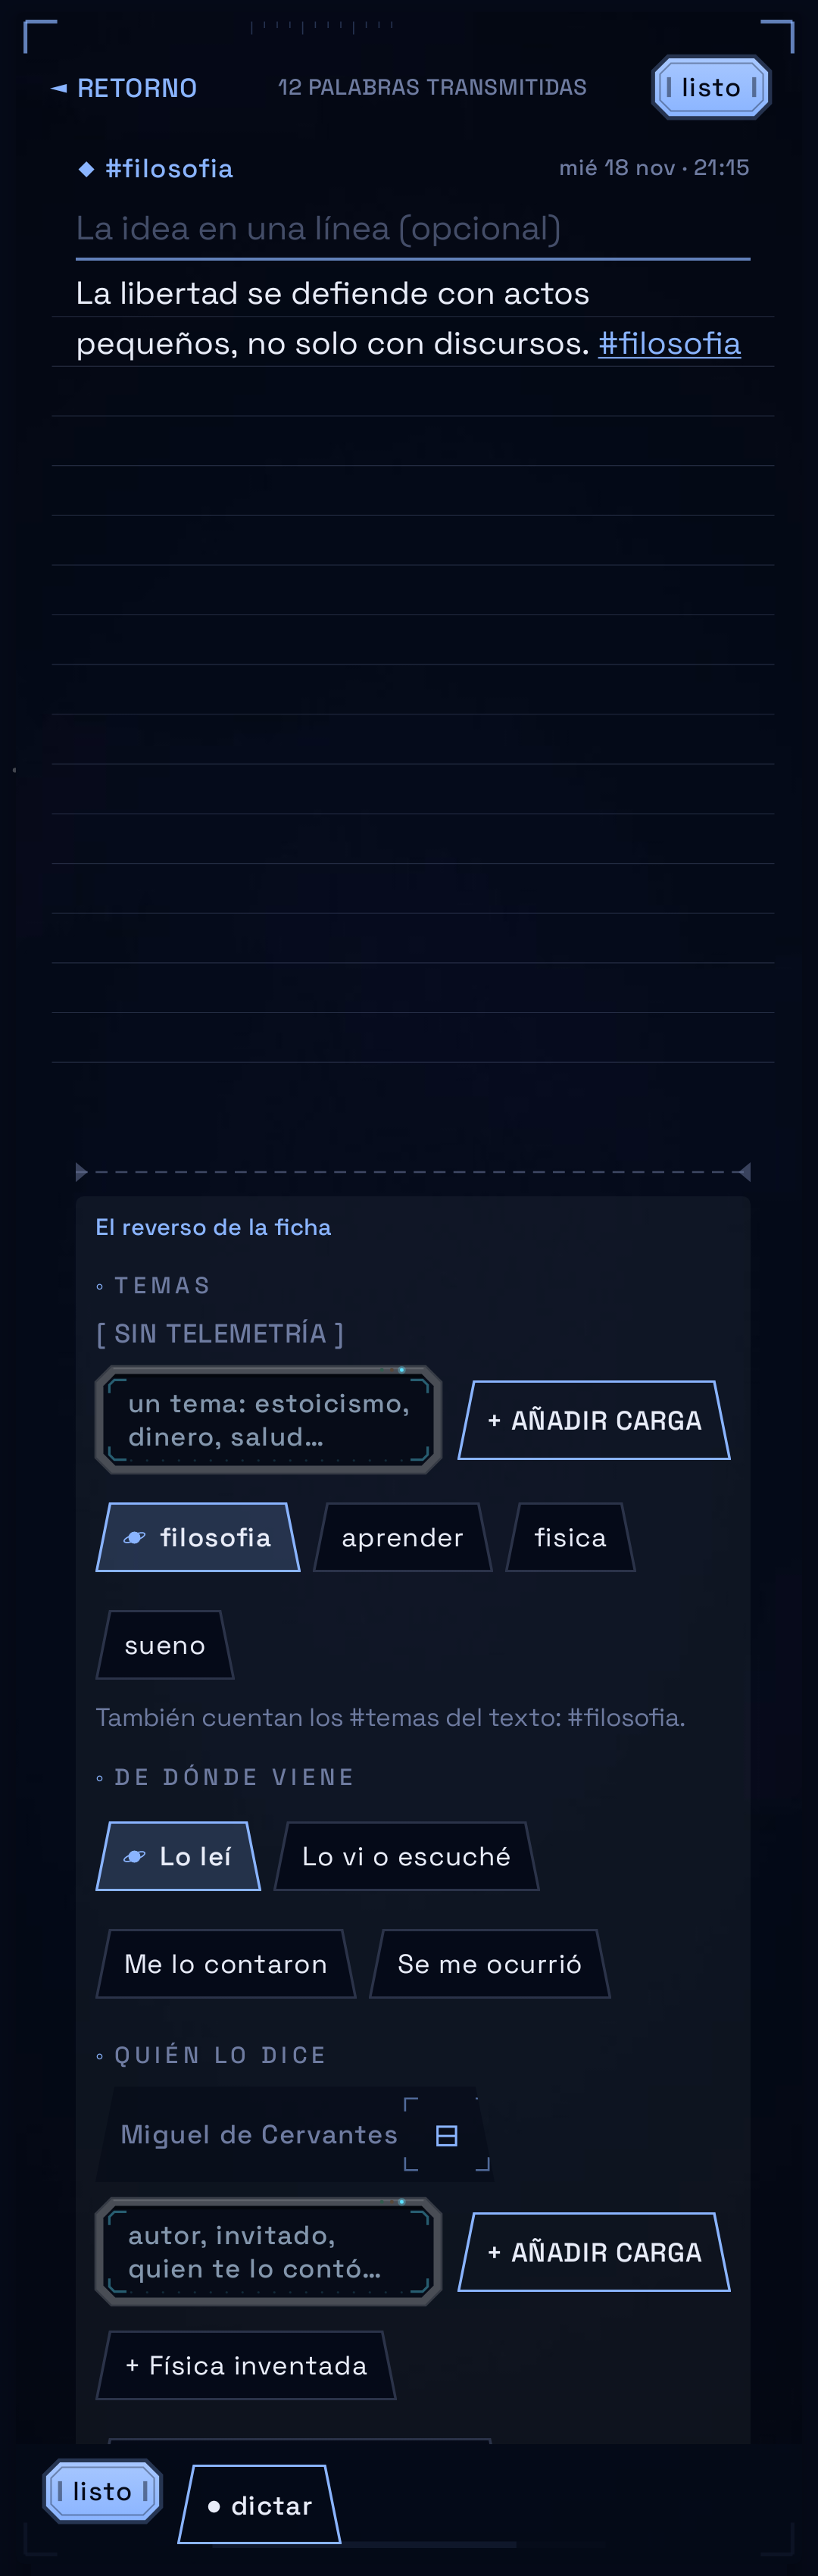 ◄ RETORNO
12 PALABRAS TRANSMITIDAS
listo
◆ #filosofia
mié 18 nov · 21:15
La idea en una línea (opcional)
La libertad se defiende con actos
pequeños, no solo con discursos. #filosofia
El reverso de la ficha
◦ TEMAS
[ SIN TELEMETRÍA ]
un tema: estoicismo,
dinero, salud…
+ AÑADIR CARGA
filosofia
aprender
fisica
sueno
También cuentan los #temas del texto: #filosofia.
◦ DE DÓNDE VIENE
Lo leí
Lo vi o escuché
Me lo contaron
Se me ocurrió
◦ QUIÉN LO DICE
Miguel de Cervantes
autor, invitado,
quien te lo contó…
+ AÑADIR CARGA
+ Física inventada
listo
● dictar